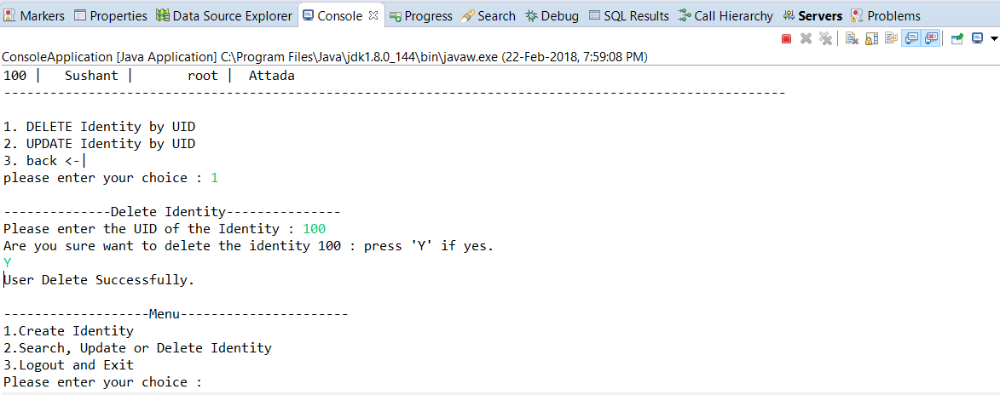 Markers Properties Data Source Explorer Console Progress Search Debug SQL Results Call Hierarchy Servers Problems
ConsoleApplication [Java Application] C:\Program Files\Java\jdk1.8.0_144\bin\javaw.exe (22-Feb-2018, 7:59:08 PM)
100 |   Sushant |       root |  Attada
------------------------------------------------------------------------------------------------------
1. DELETE Identity by UID
2. UPDATE Identity by UID
3. back <-|
please enter your choice : 1
--------------Delete Identity---------------
Please enter the UID of the Identity : 100
Are you sure want to delete the identity 100 : press 'Y' if yes.
Y
User Delete Successfully.
-------------------Menu----------------------
1.Create Identity
2.Search, Update or Delete Identity
3.Logout and Exit
Please enter your choice :